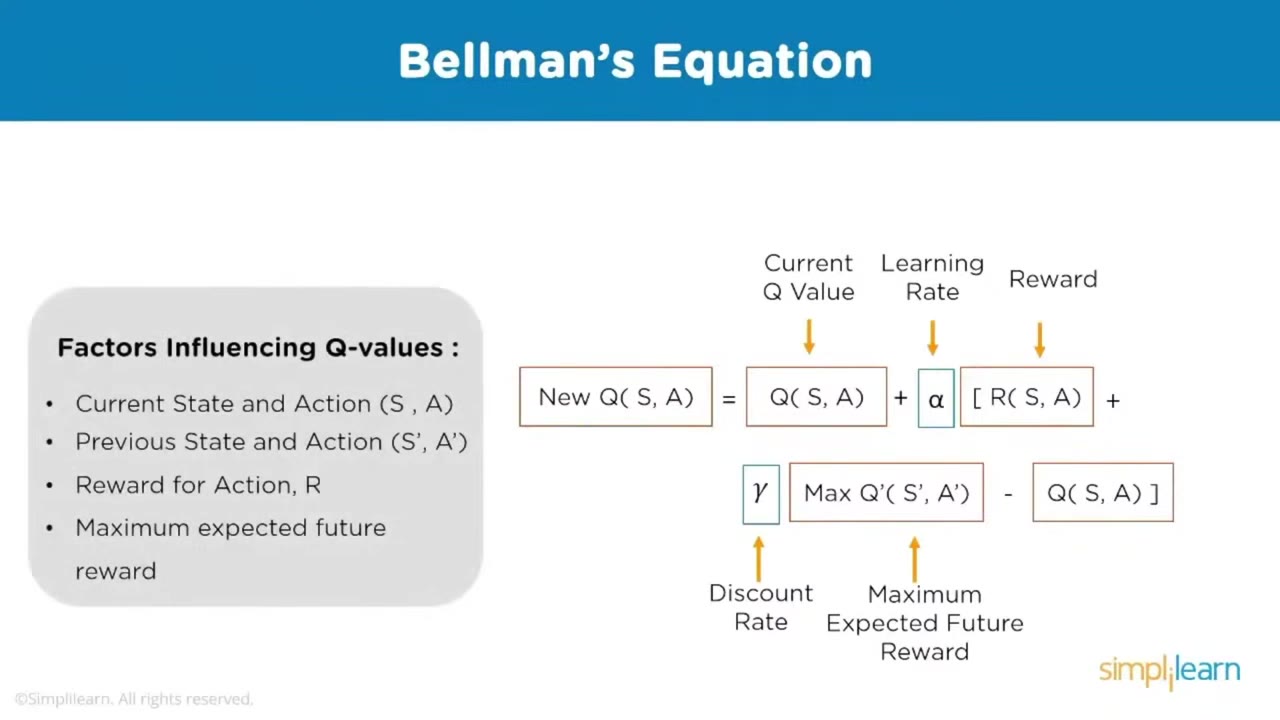 Bellman's Equation
Factors Influencing Q-values :
• Current State and Action (S , A)
• Previous State and Action (S', A')
• Reward for Action, R
• Maximum expected future
reward
Current
Q Value
Learning
Rate
Reward
New Q( S, A) = Q( S, A) + α [ R( S, A) +
γ Max Q'( S', A') - Q( S, A) ]
Discount
Rate
Maximum
Expected Future
Reward
simplilearn
©Simplilearn. All rights reserved.